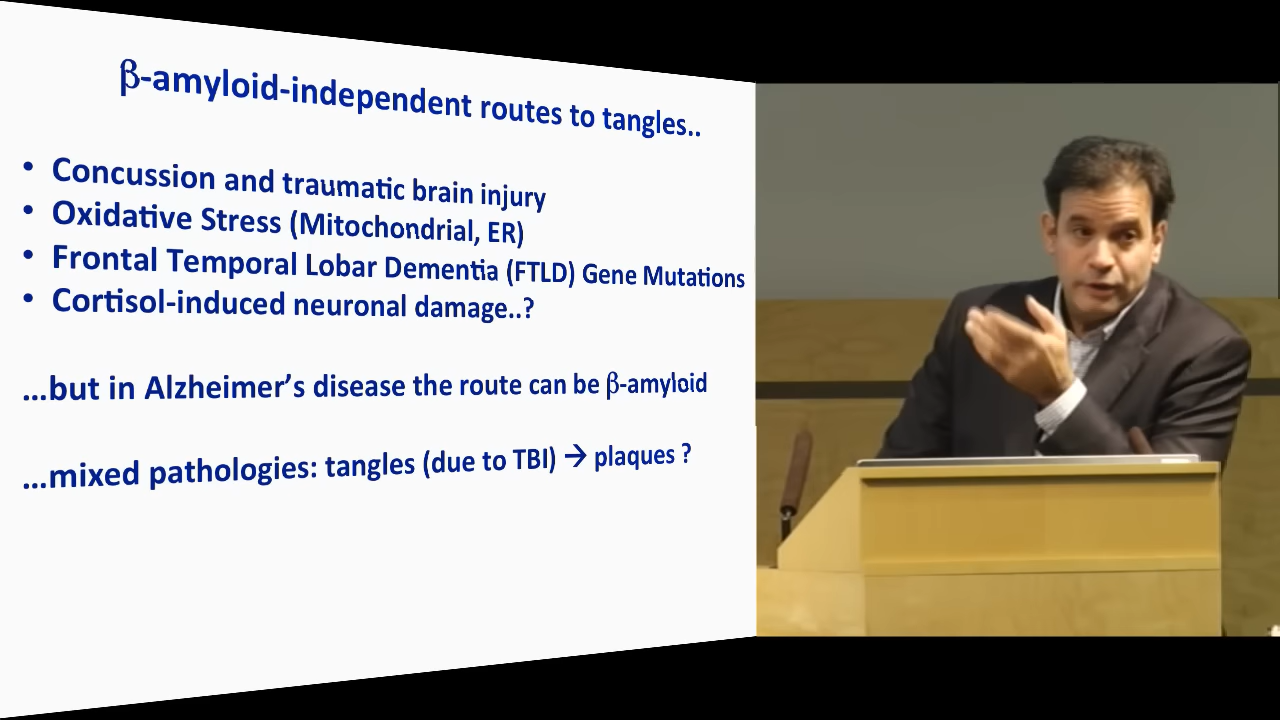 β-amyloid-independent routes to tangles..
• Concussion and traumatic brain injury
• Oxidative Stress (Mitochondrial, ER)
• Frontal Temporal Lobar Dementia (FTLD) Gene Mutations
• Cortisol-induced neuronal damage..?
...but in Alzheimer's disease the route can be β-amyloid
...mixed pathologies: tangles (due to TBI) → plaques ?